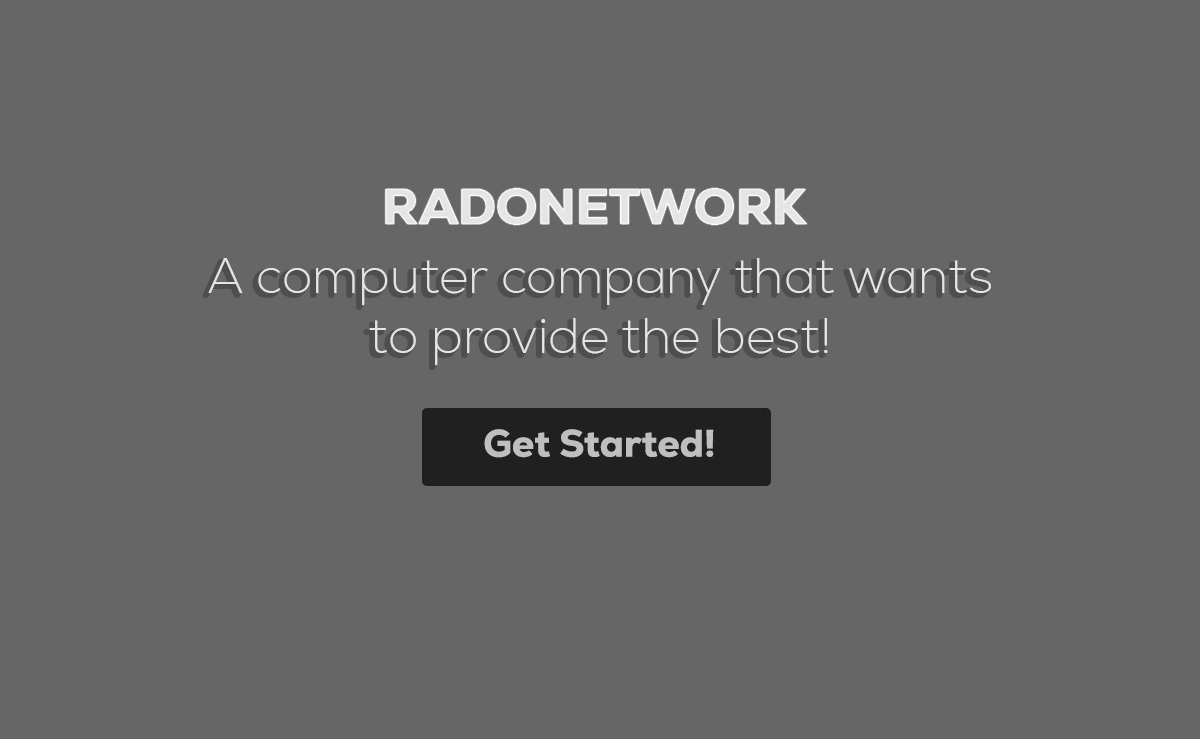 RADONETWORK
A computer company that wants
to provide the best!
Get Started!